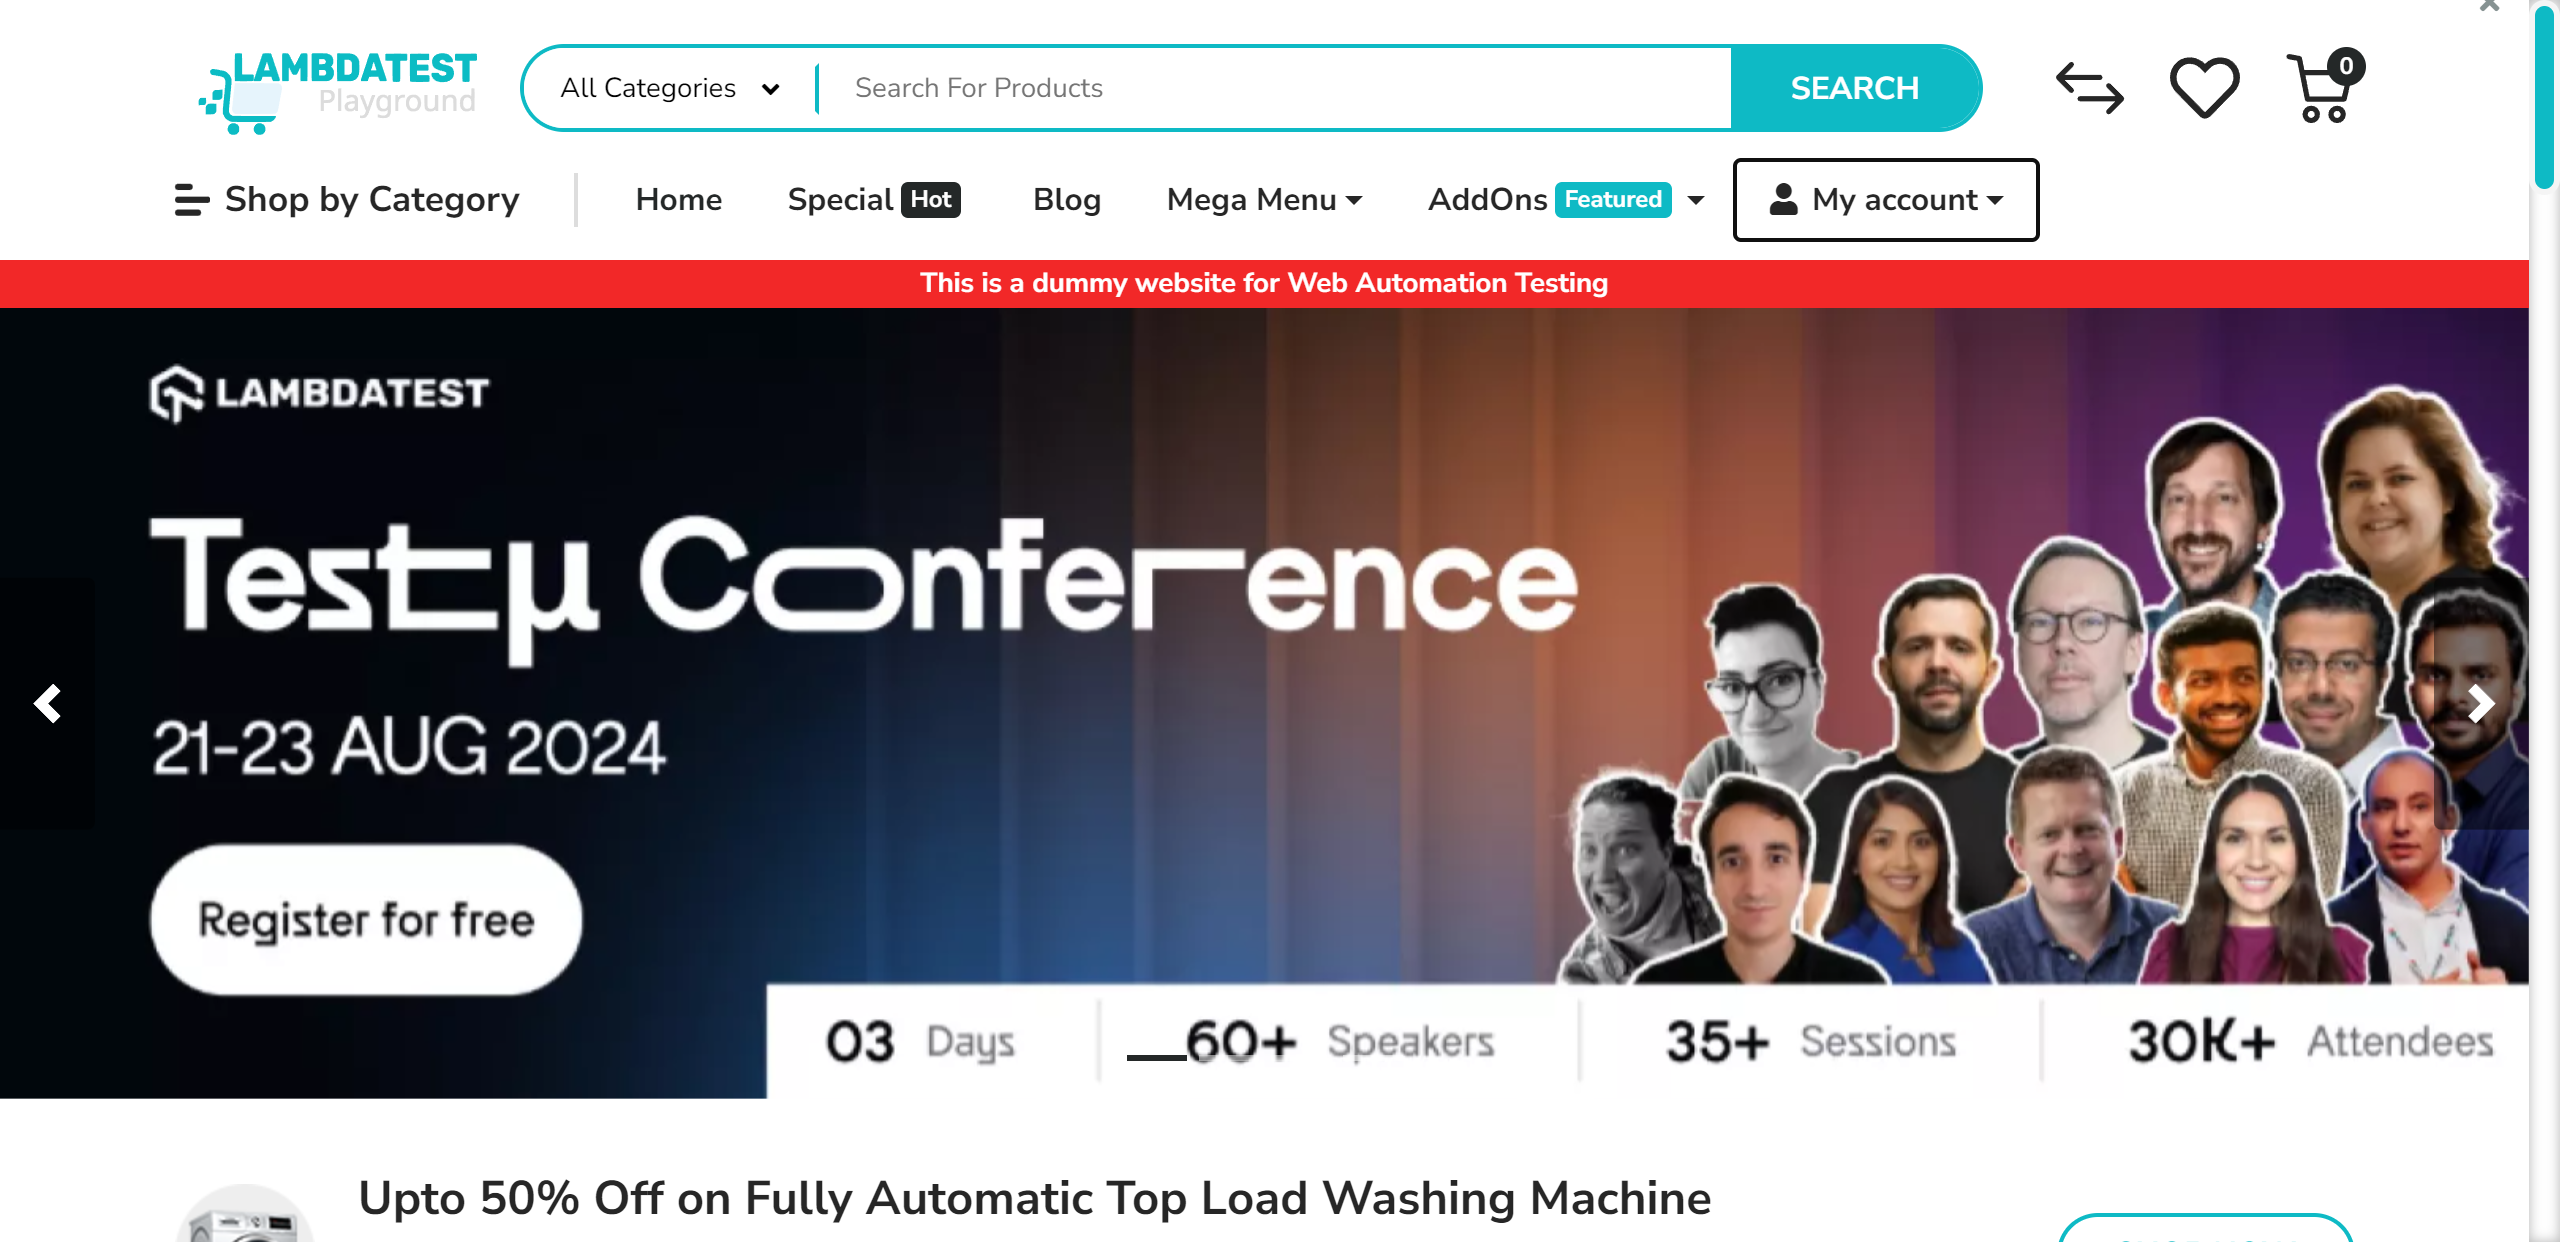 LAMBDATEST
Playground
All Categories
Search For Products
SEARCH
0
Shop by Category
Home
Special Hot
Blog
Mega Menu
AddOns Featured
My account
This is a dummy website for Web Automation Testing
LAMBDATEST
Testμ Conference
21-23 AUG 2024
Register for free
03 Days
60+ Speakers
35+ Sessions
30K+ Attendees
Upto 50% Off on Fully Automatic Top Load Washing Machine